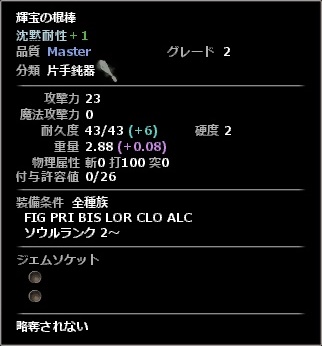 輝宝の棍棒
沈黙耐性+1
品質 Master グレード 2
分類 片手鈍器
攻撃力 23
魔法攻撃力 0
耐久度 43/43 (+6) 硬度 2
重量 2.88 (+0.08)
物理属性 斬0 打100 突0
付与許容値 0/26
装備条件 全種族
FIG PRI BIS LOR CLO ALC
ソウルランク 2～
ジェムソケット
略奪されない